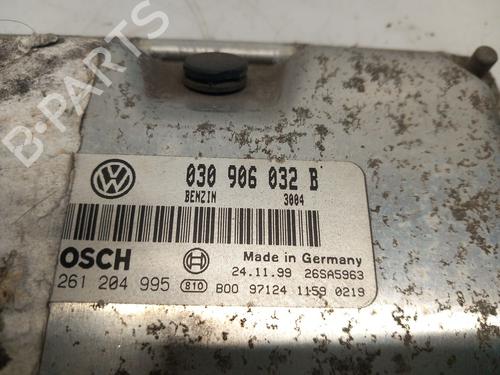 B-PARTS
030 906 032 B
BENZIN 3004
OSCH Made in Germany
24.11.99 26SA5963
261 204 995 B10 B00 97124 1159 0219